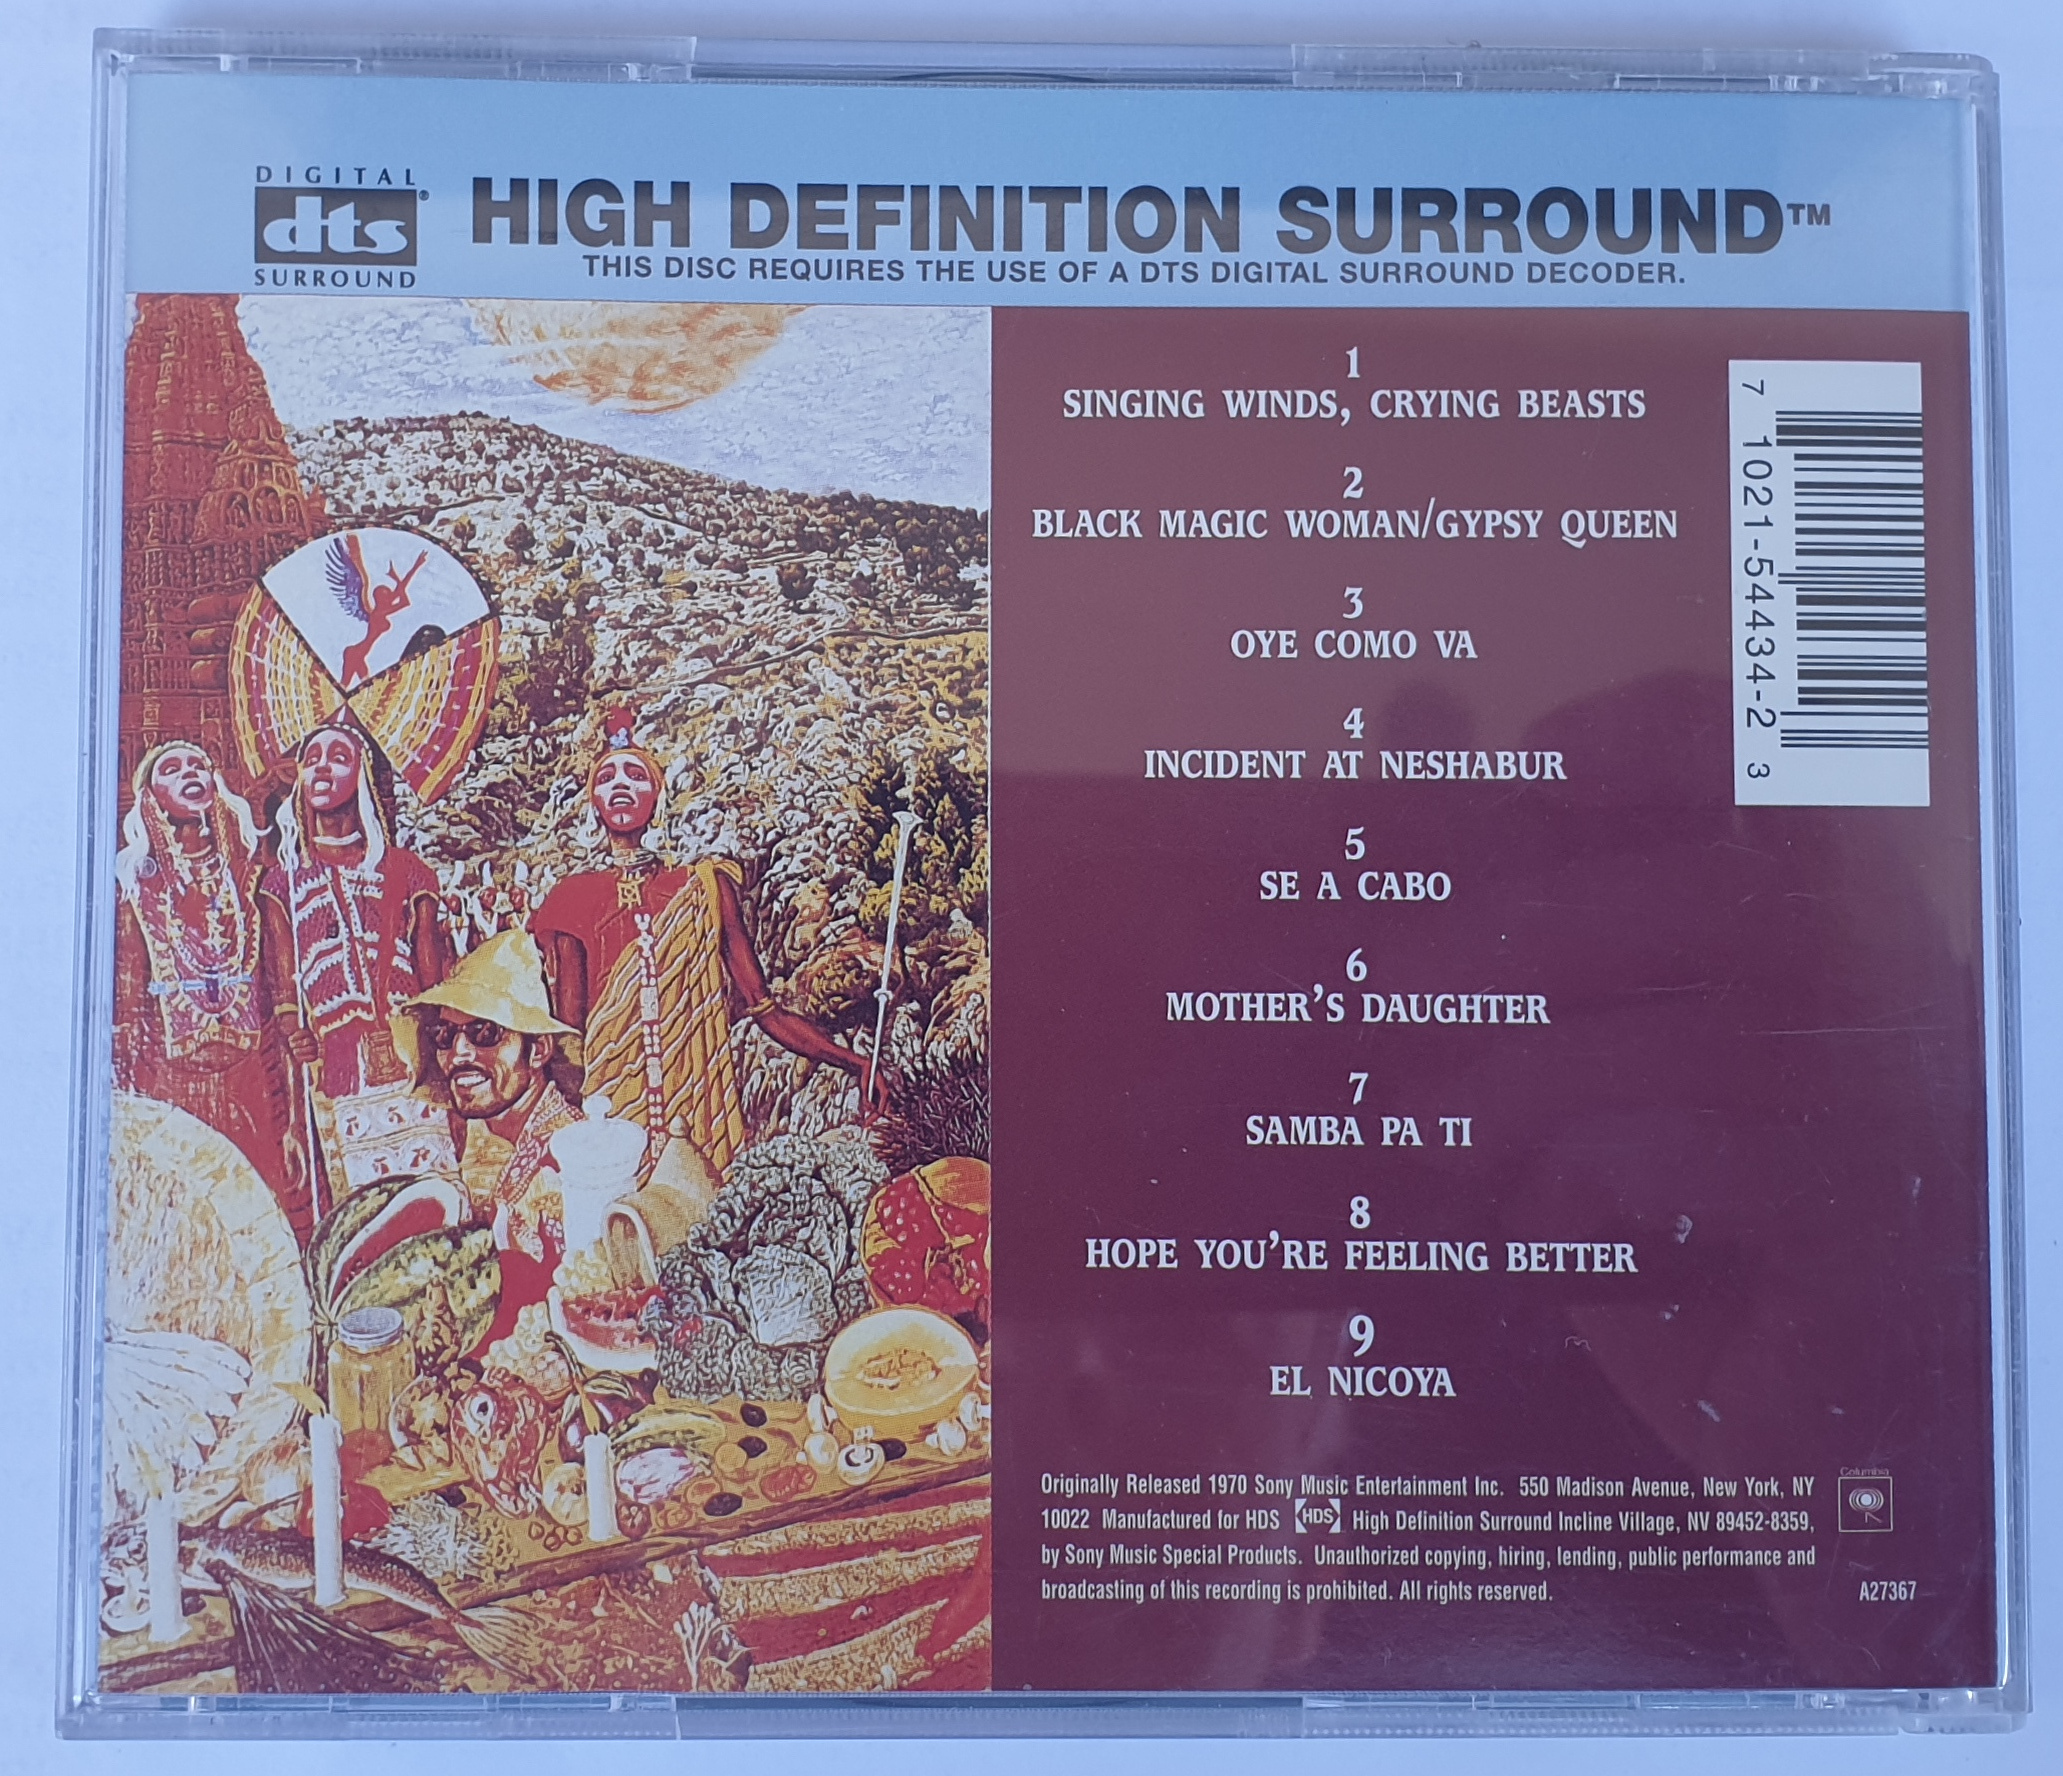 DIGITAL
dts®
SURROUND
HIGH DEFINITION SURROUND™
THIS DISC REQUIRES THE USE OF A DTS DIGITAL SURROUND DECODER.
1
SINGING WINDS, CRYING BEASTS
2
BLACK MAGIC WOMAN/GYPSY QUEEN
3
OYE COMO VA
4
INCIDENT AT NESHABUR
5
SE A CABO
6
MOTHER'S DAUGHTER
7
SAMBA PA TI
8
HOPE YOU'RE FEELING BETTER
9
EL NICOYA
7 1021-54434-2 3
Originally Released 1970 Sony Music Entertainment Inc. 550 Madison Avenue, New York, NY
10022 Manufactured for HDS HDS High Definition Surround Incline Village, NV 89452-8359,
by Sony Music Special Products. Unauthorized copying, hiring, lending, public performance and
broadcasting of this recording is prohibited. All rights reserved.
Columbia
A27367